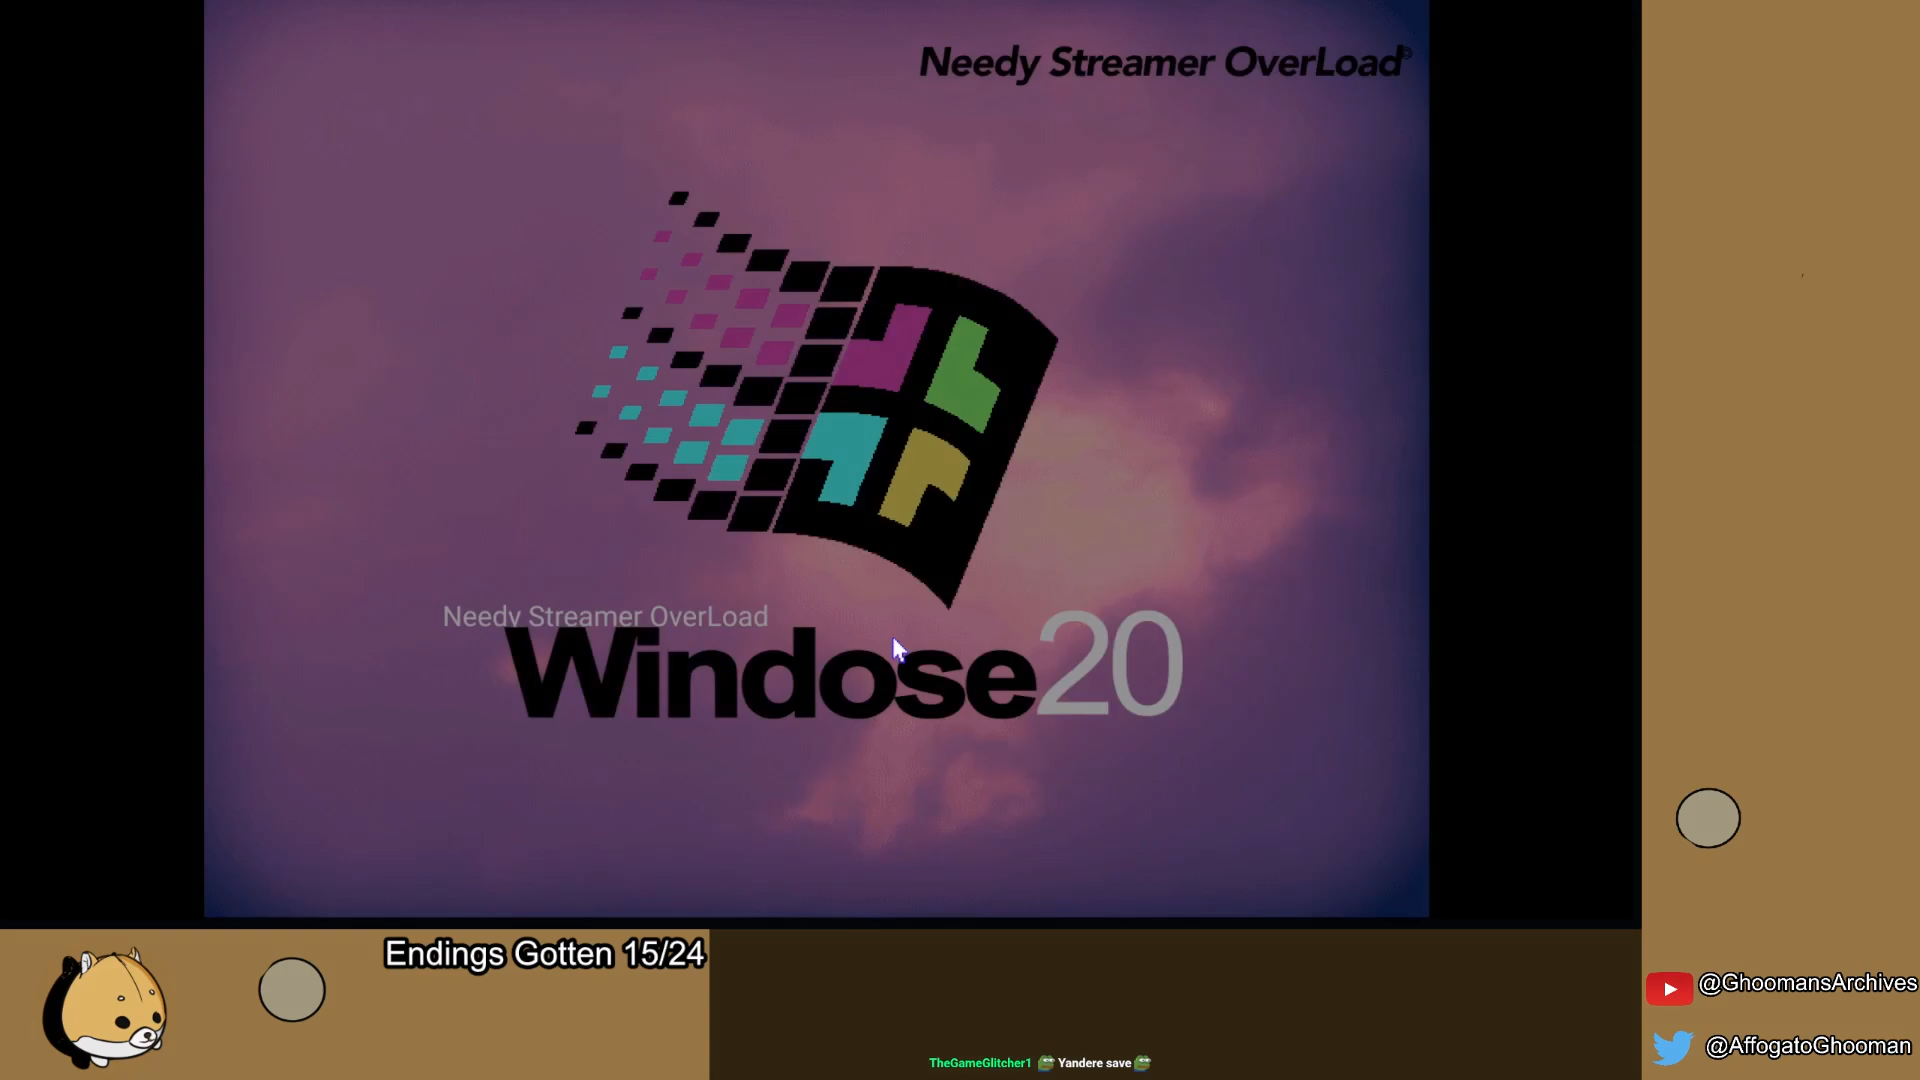 Needy Streamer OverLoad
Needy Streamer OverLoad
Windose20
Endings Gotten 15/24
@GhoomansArchives
@AffogatoGhooman
TheGameGlitcher1 Yandere save